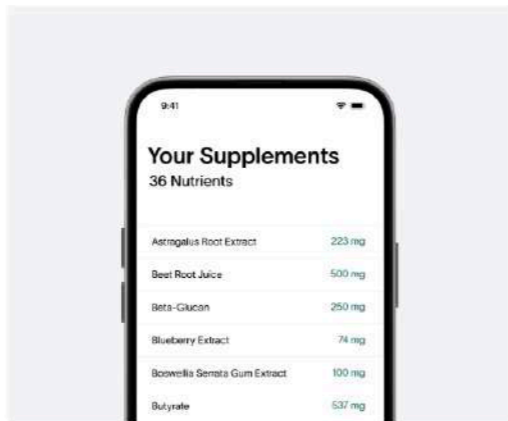 9:41
Your Supplements
36 Nutrients
Astragalus Root Extract 223 mg
Beet Root Juice 500 mg
Beta-Glucan 250 mg
Blueberry Extract 74 mg
Boswellia Serrata Gum Extract 100 mg
Butyrate 537 mg